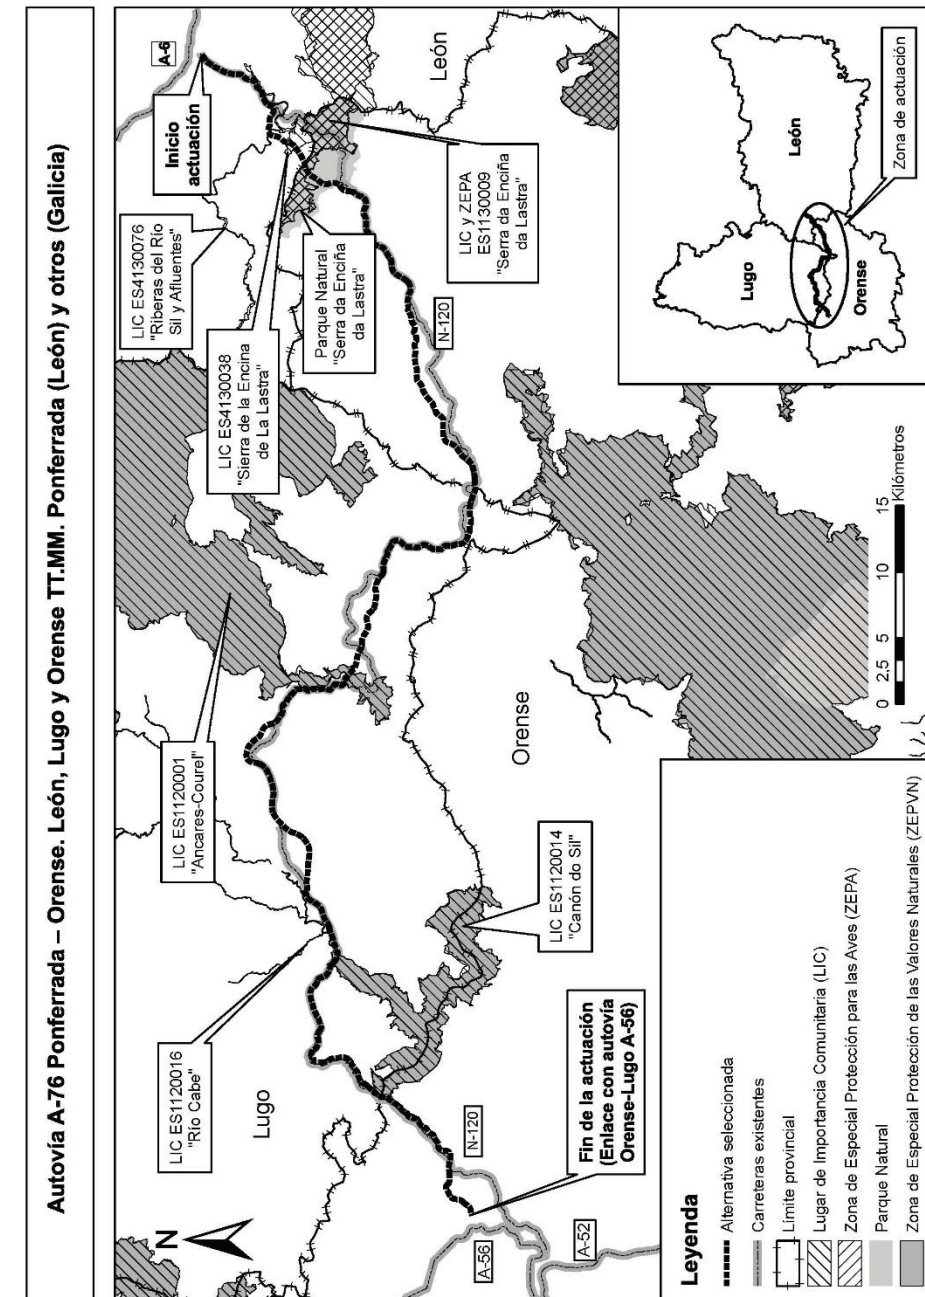 Autovía A-76 Ponferrada – Orense. León, Lugo y Orense TT.MM. Ponferrada (León) y otros (Galicia)
N
A-6
Inicio
actuación
LIC ES4130076
"Riberas del Río
Sil y Afluentes"
LIC ES4130038
"Sierra de la Encina
de La Lastra"
Parque Natural
"Serra da Enciña
da Lastra"
LIC y ZEPA
ES1130009
"Serra da Enciña
da Lastra"
León
N-120
LIC ES1120001
"Ancares-Courel"
LIC ES1120016
"Río Cabe"
Lugo
Orense
LIC ES1120014
"Canón do Sil"
N-120
Fin de la actuación
(Enlace con autovía
Orense-Lugo A-56)
A-56
A-52
Leyenda
Alternativa seleccionada
Carreteras existentes
Limite provincial
Lugar de Importancia Comunitaria (LIC)
Zona de Especial Protección para las Aves (ZEPA)
Parque Natural
Zona de Especial Protección de las Valores Naturales (ZEPVN)
0 2,5 5 10 15
Kilómetros
Lugo
León
Orense
Zona de actuación